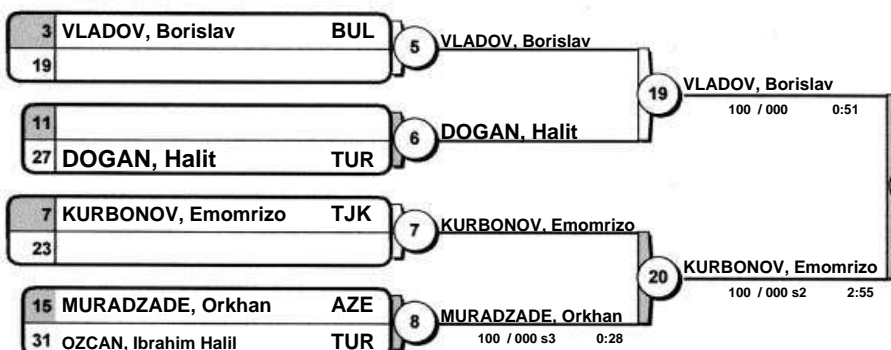 3 VLADOV, Borislav BUL
19
5
VLADOV, Borislav
11
27 DOGAN, Halit TUR
6
DOGAN, Halit
19
VLADOV, Borislav
100 / 000 0:51
7 KURBONOV, Emomrizo TJK
23
7
KURBONOV, Emomrizo
15 MURADZADE, Orkhan AZE
31 OZCAN, Ibrahim Halil TUR
8
MURADZADE, Orkhan
100 / 000 s3 0:28
20
KURBONOV, Emomrizo
100 / 000 s2 2:55